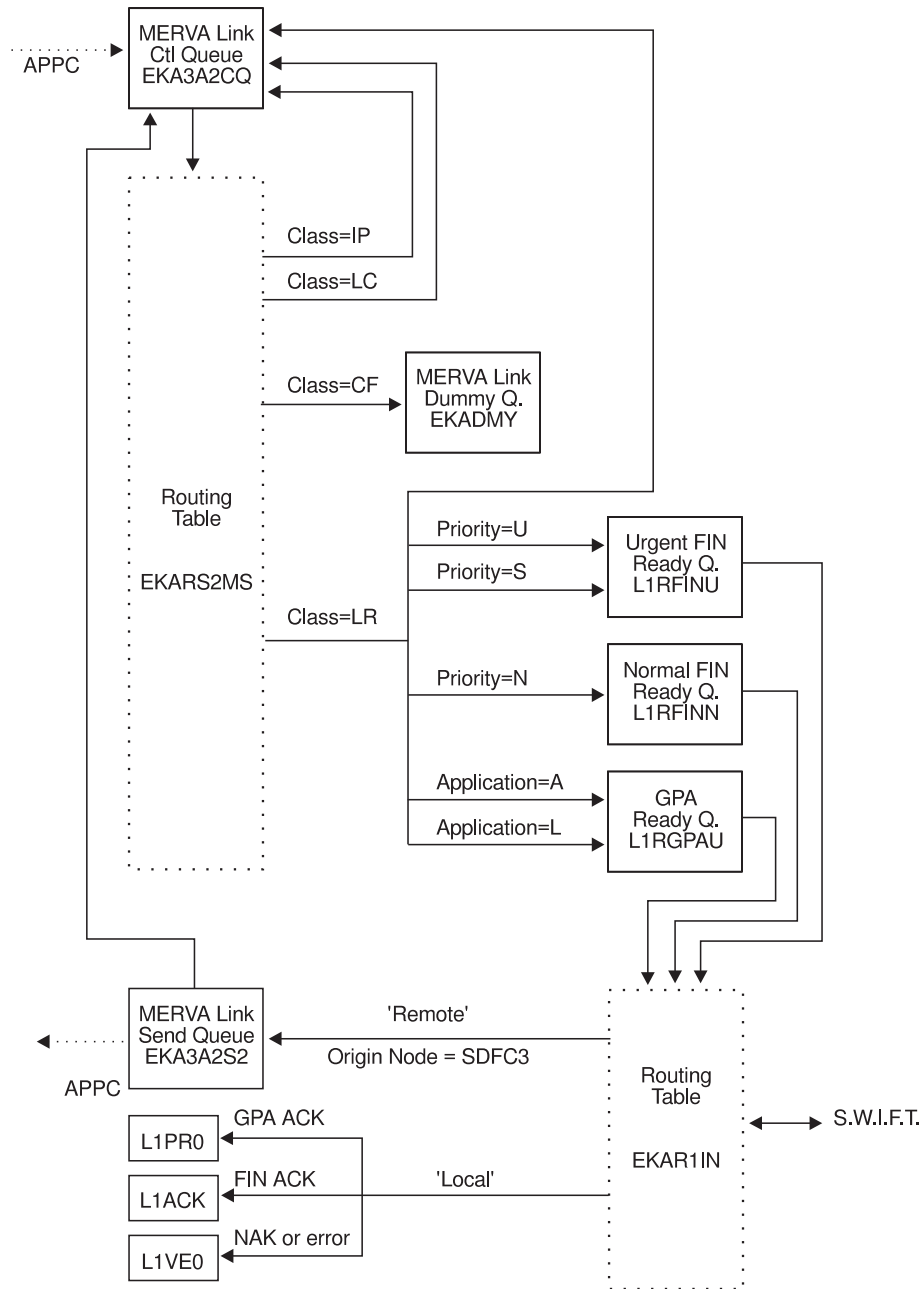 MERVA Link
Ctl Queue
EKA3A2CQ
APPC
Class=IP
Class=LC
Class=CF
MERVA Link
Dummy Q.
EKADMY
Routing
Table
EKARS2MS
Class=LR
Priority=U
Priority=S
Urgent FIN
Ready Q.
L1RFINU
Priority=N
Normal FIN
Ready Q.
L1RFINN
Application=A
Application=L
GPA
Ready Q.
L1RGPAU
MERVA Link
Send Queue
EKA3A2S2
APPC
'Remote'
Origin Node = SDFC3
Routing
Table
EKAR1IN
S.W.I.F.T.
GPA ACK
L1PR0
FIN ACK
L1ACK
'Local'
NAK or error
L1VE0